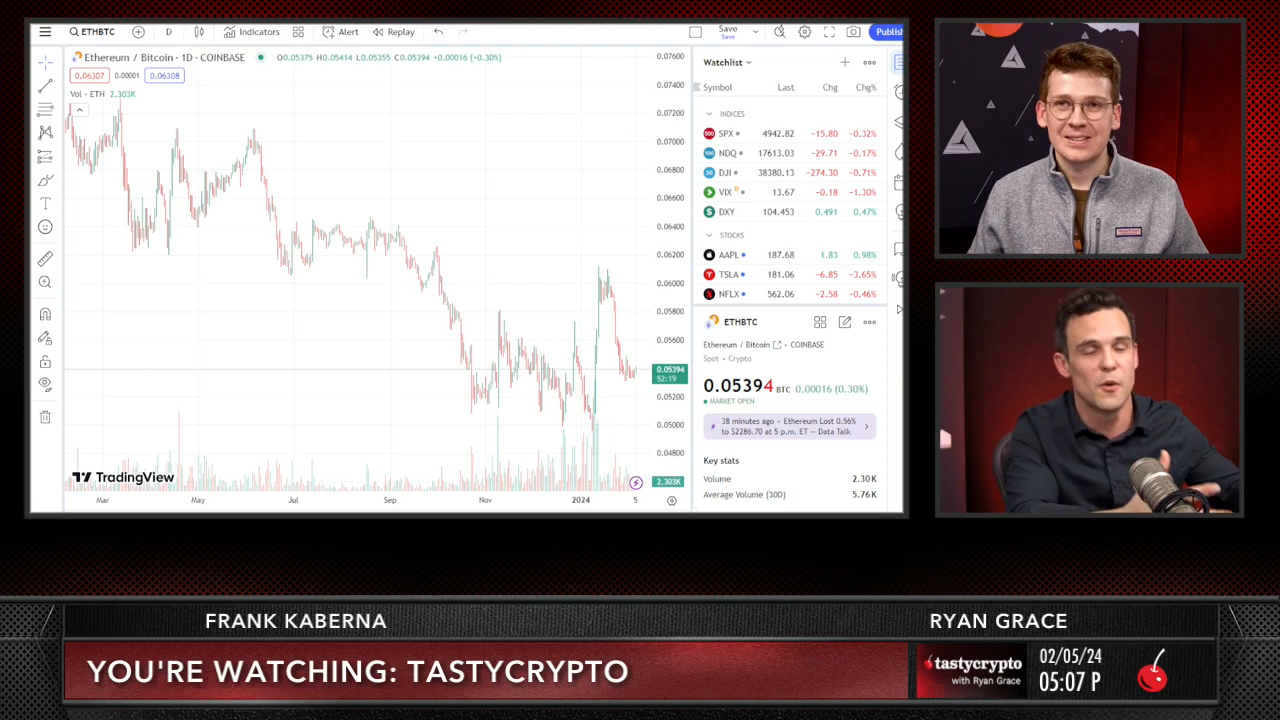 ETHBTC D Indicators Alert Replay Save Publish
Save
Ethereum / Bitcoin · 1D · COINBASE O0.05375 H0.05414 L0.05355 C0.05394 +0.00016 (+0.30%)
0.06307 0.00001 0.06308
Vol · ETH 2.303K
0.07600
0.07400
0.07200
0.07000
0.06800
0.06600
0.06400
0.06200
0.06000
0.05800
0.05600
0.05394
52:19
0.05200
0.05000
0.04800
2.303K
TradingView
Mar May Jul Sep Nov 2024 5
Watchlist
Symbol Last Chg Chg%
INDICES
SPX 4942.82 −15.80 −0.32%
NDQ 17613.03 −29.71 −0.17%
DJI 38380.13 −274.30 −0.71%
VIX 13.67 −0.18 −1.30%
DXY 104.453 0.491 0.47%
STOCKS
AAPL 187.68 1.83 0.98%
TSLA 181.06 −6.85 −3.65%
NFLX 562.06 −2.58 −0.46%
ETHBTC
Ethereum / Bitcoin · COINBASE
Spot · Crypto
0.05394 BTC 0.00016 (0.30%)
MARKET OPEN
38 minutes ago · Ethereum Lost 0.56%
to $2286.70 at 5 p.m. ET — Data Talk
Key stats
Volume 2.30K
Average Volume (30D) 5.76K
FRANK KABERNA
RYAN GRACE
YOU'RE WATCHING: TASTYCRYPTO
tastycrypto
with Ryan Grace
02/05/24
05:07 P